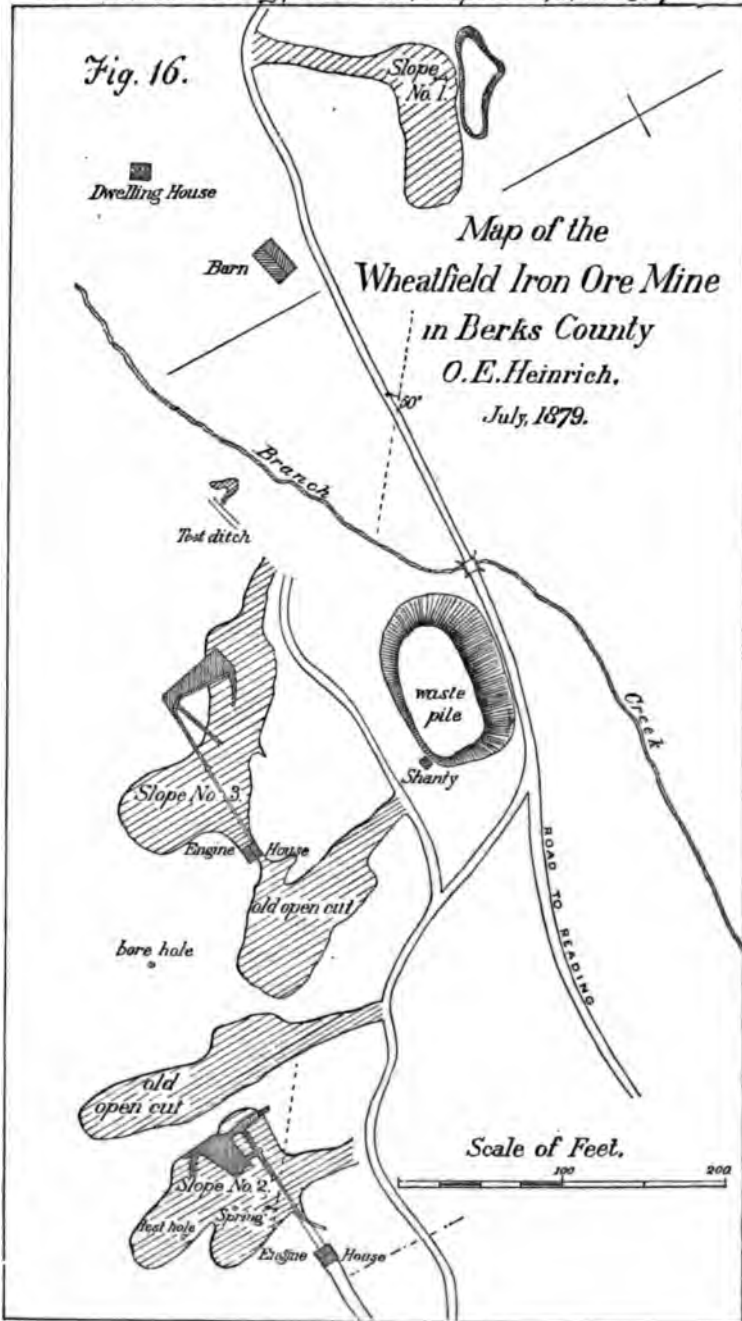 Fig. 16.
Slope
No. 1.
Dwelling House
Barn
Map of the
Wheatfield Iron Ore Mine
in Berks County
O. E. Heinrich.
July, 1879.
50°
Branch
Test ditch
Creek
waste
pile
Shanty
Slope No. 3.
Engine House
old open cut
ROAD TO READING
bore hole
old
open cut
Scale of Feet.
100 200
Slope No. 2.
Spring
test hole
Engine House